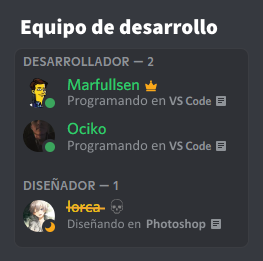 Equipo de desarrollo
DESARROLLADOR — 2
Marfullsen
Programando en VS Code
Ociko
Programando en VS Code
DISEÑADOR — 1
lorca- 💀
Diseñando en Photoshop